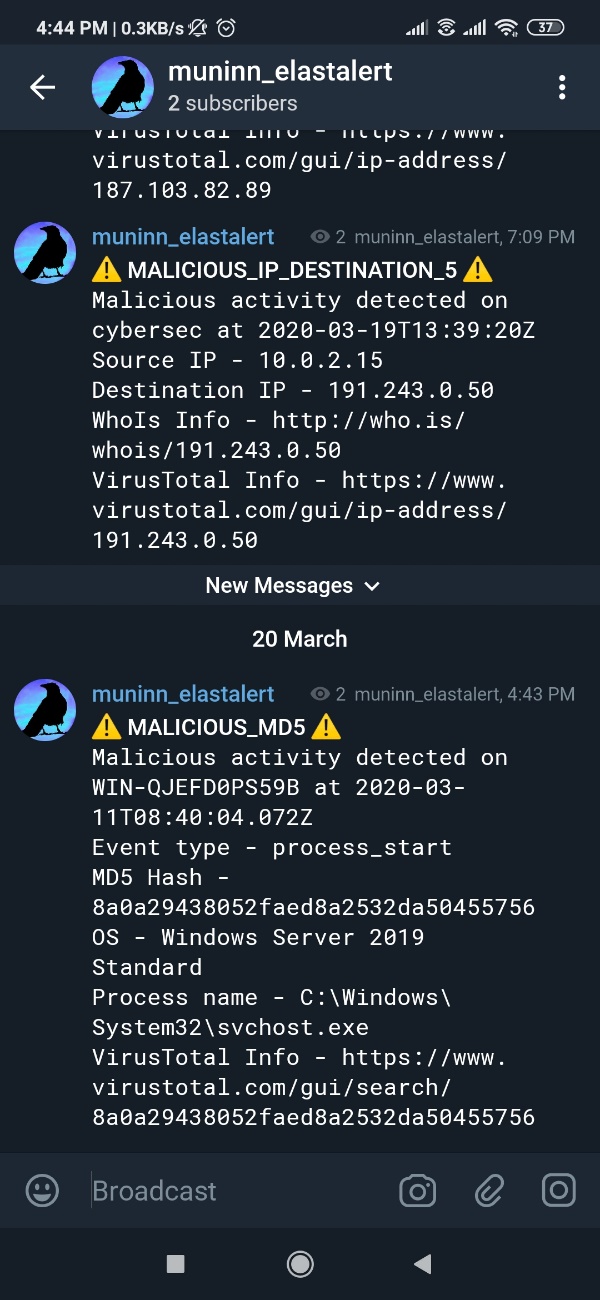 4:44 PM | 0.3KB/s
37
muninn_elastalert
2 subscribers
VirusTotal Info - https://www.
virustotal.com/gui/ip-address/
187.103.82.89
muninn_elastalert 2 muninn_elastalert, 7:09 PM
⚠️ MALICIOUS_IP_DESTINATION_5 ⚠️
Malicious activity detected on
cybersec at 2020-03-19T13:39:20Z
Source IP - 10.0.2.15
Destination IP - 191.243.0.50
WhoIs Info - http://who.is/
whois/191.243.0.50
VirusTotal Info - https://www.
virustotal.com/gui/ip-address/
191.243.0.50
New Messages
20 March
muninn_elastalert 2 muninn_elastalert, 4:43 PM
⚠️ MALICIOUS_MD5 ⚠️
Malicious activity detected on
WIN-QJEFD0PS59B at 2020-03-
11T08:40:04.072Z
Event type - process_start
MD5 Hash -
8a0a29438052faed8a2532da50455756
OS - Windows Server 2019
Standard
Process name - C:\Windows\
System32\svchost.exe
VirusTotal Info - https://www.
virustotal.com/gui/search/
8a0a29438052faed8a2532da50455756
Broadcast